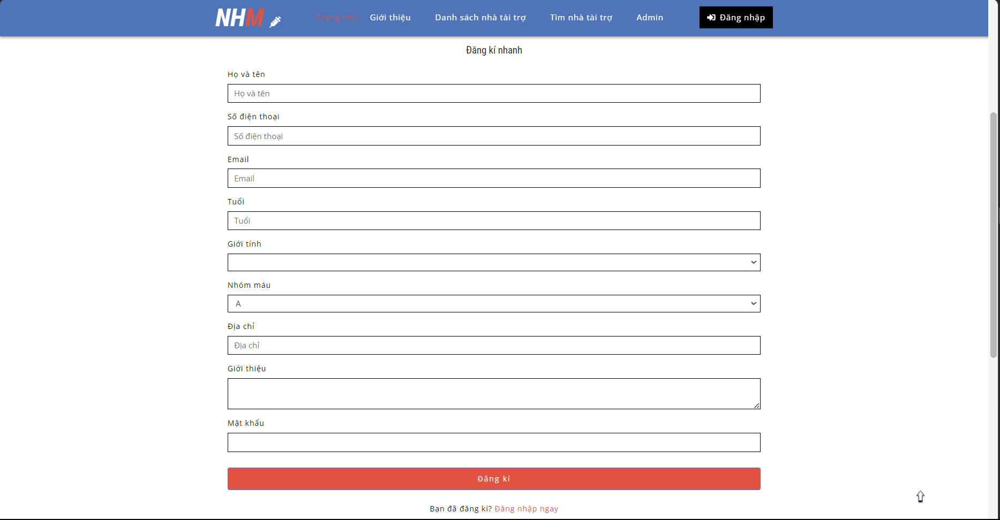 NHM
Trang chủ Giới thiệu Danh sách nhà tài trợ Tìm nhà tài trợ Admin Đăng nhập
Đăng kí nhanh
Họ và tên
Họ và tên
Số điện thoại
Số điện thoại
Email
Email
Tuổi
Tuổi
Giới tính
Nhóm máu
A
Địa chỉ
Địa chỉ
Giới thiệu
Mật khẩu
Đăng kí
Bạn đã đăng kí? Đăng nhập ngay